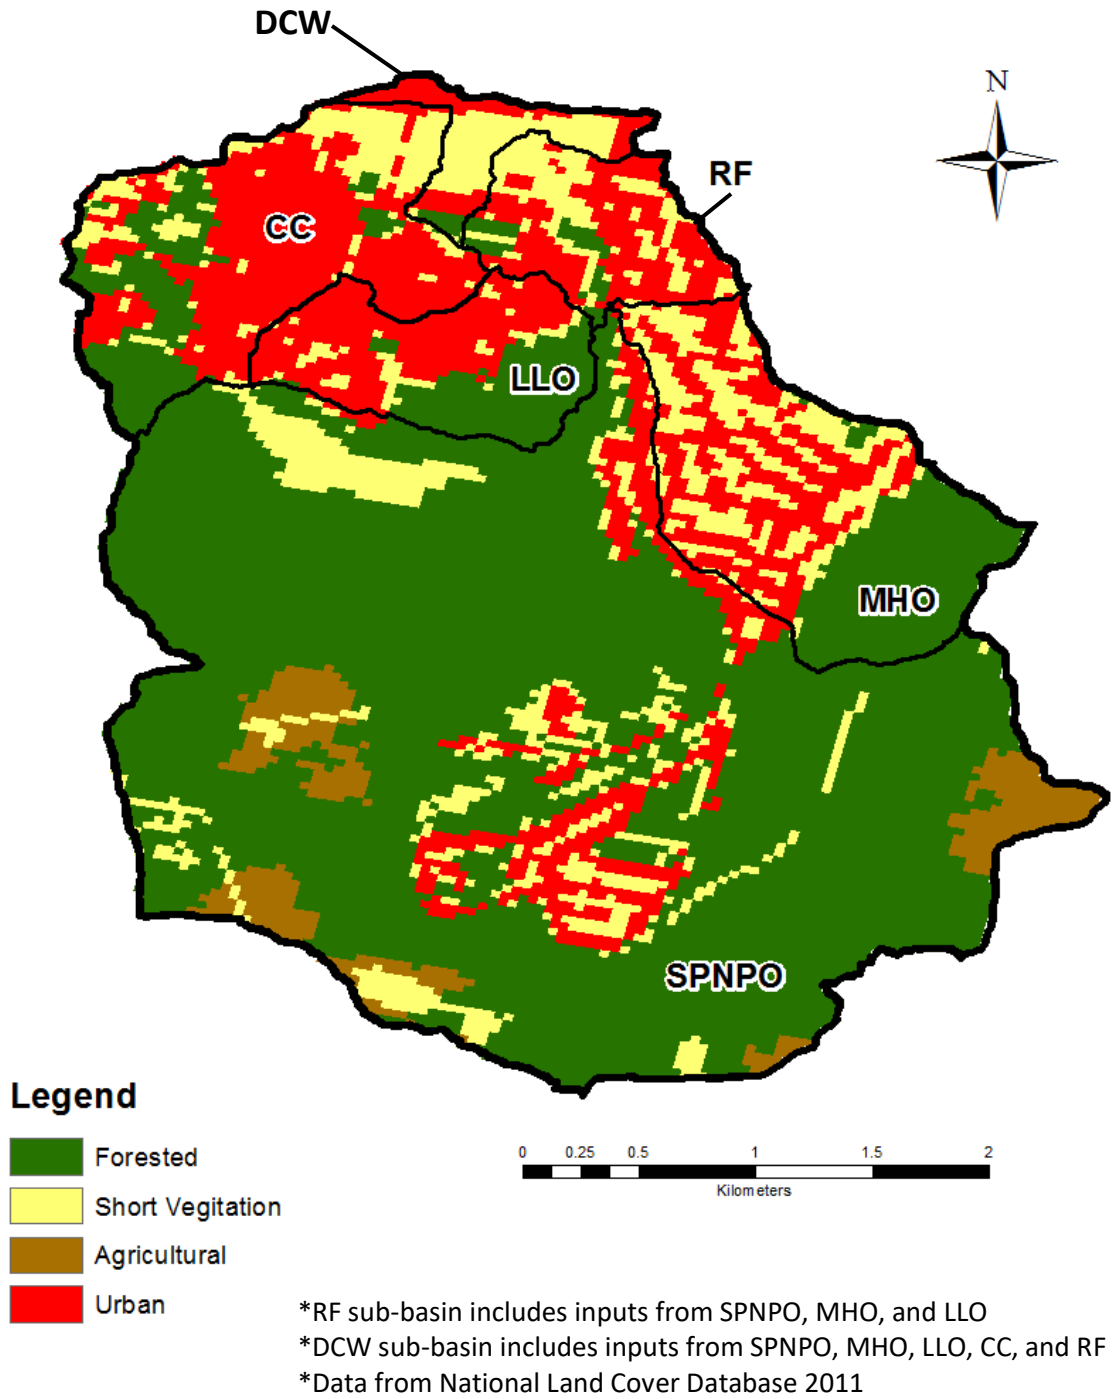 DCW
N
RF
CC
LLO
MHO
SPNPO
Legend
Forested
Short Vegitation
Agricultural
Urban
0 0.25 0.5 1 1.5 2
Kilometers
*RF sub-basin includes inputs from SPNPO, MHO, and LLO
*DCW sub-basin includes inputs from SPNPO, MHO, LLO, CC, and RF
*Data from National Land Cover Database 2011